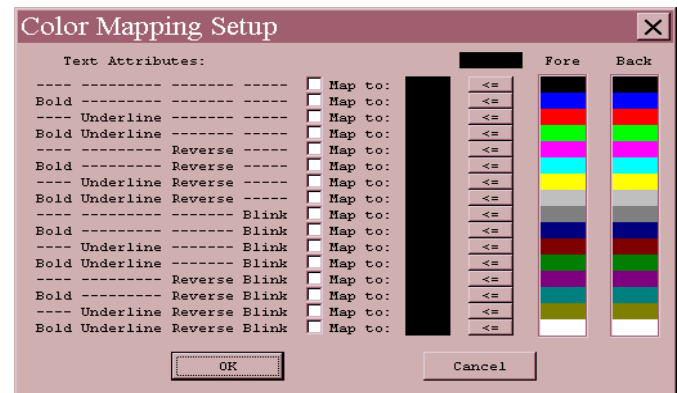 Color Mapping Setup
Text Attributes: Fore Back
---- --------- ------- ----- Map to: <=
Bold --------- ------- ----- Map to: <=
---- Underline ------- ----- Map to: <=
Bold Underline ------- ----- Map to: <=
---- --------- Reverse ----- Map to: <=
Bold --------- Reverse ----- Map to: <=
---- Underline Reverse ----- Map to: <=
Bold Underline Reverse ----- Map to: <=
---- --------- ------- Blink Map to: <=
Bold --------- ------- Blink Map to: <=
---- Underline ------- Blink Map to: <=
Bold Underline ------- Blink Map to: <=
---- --------- Reverse Blink Map to: <=
Bold --------- Reverse Blink Map to: <=
---- Underline Reverse Blink Map to: <=
Bold Underline Reverse Blink Map to: <=
OK Cancel